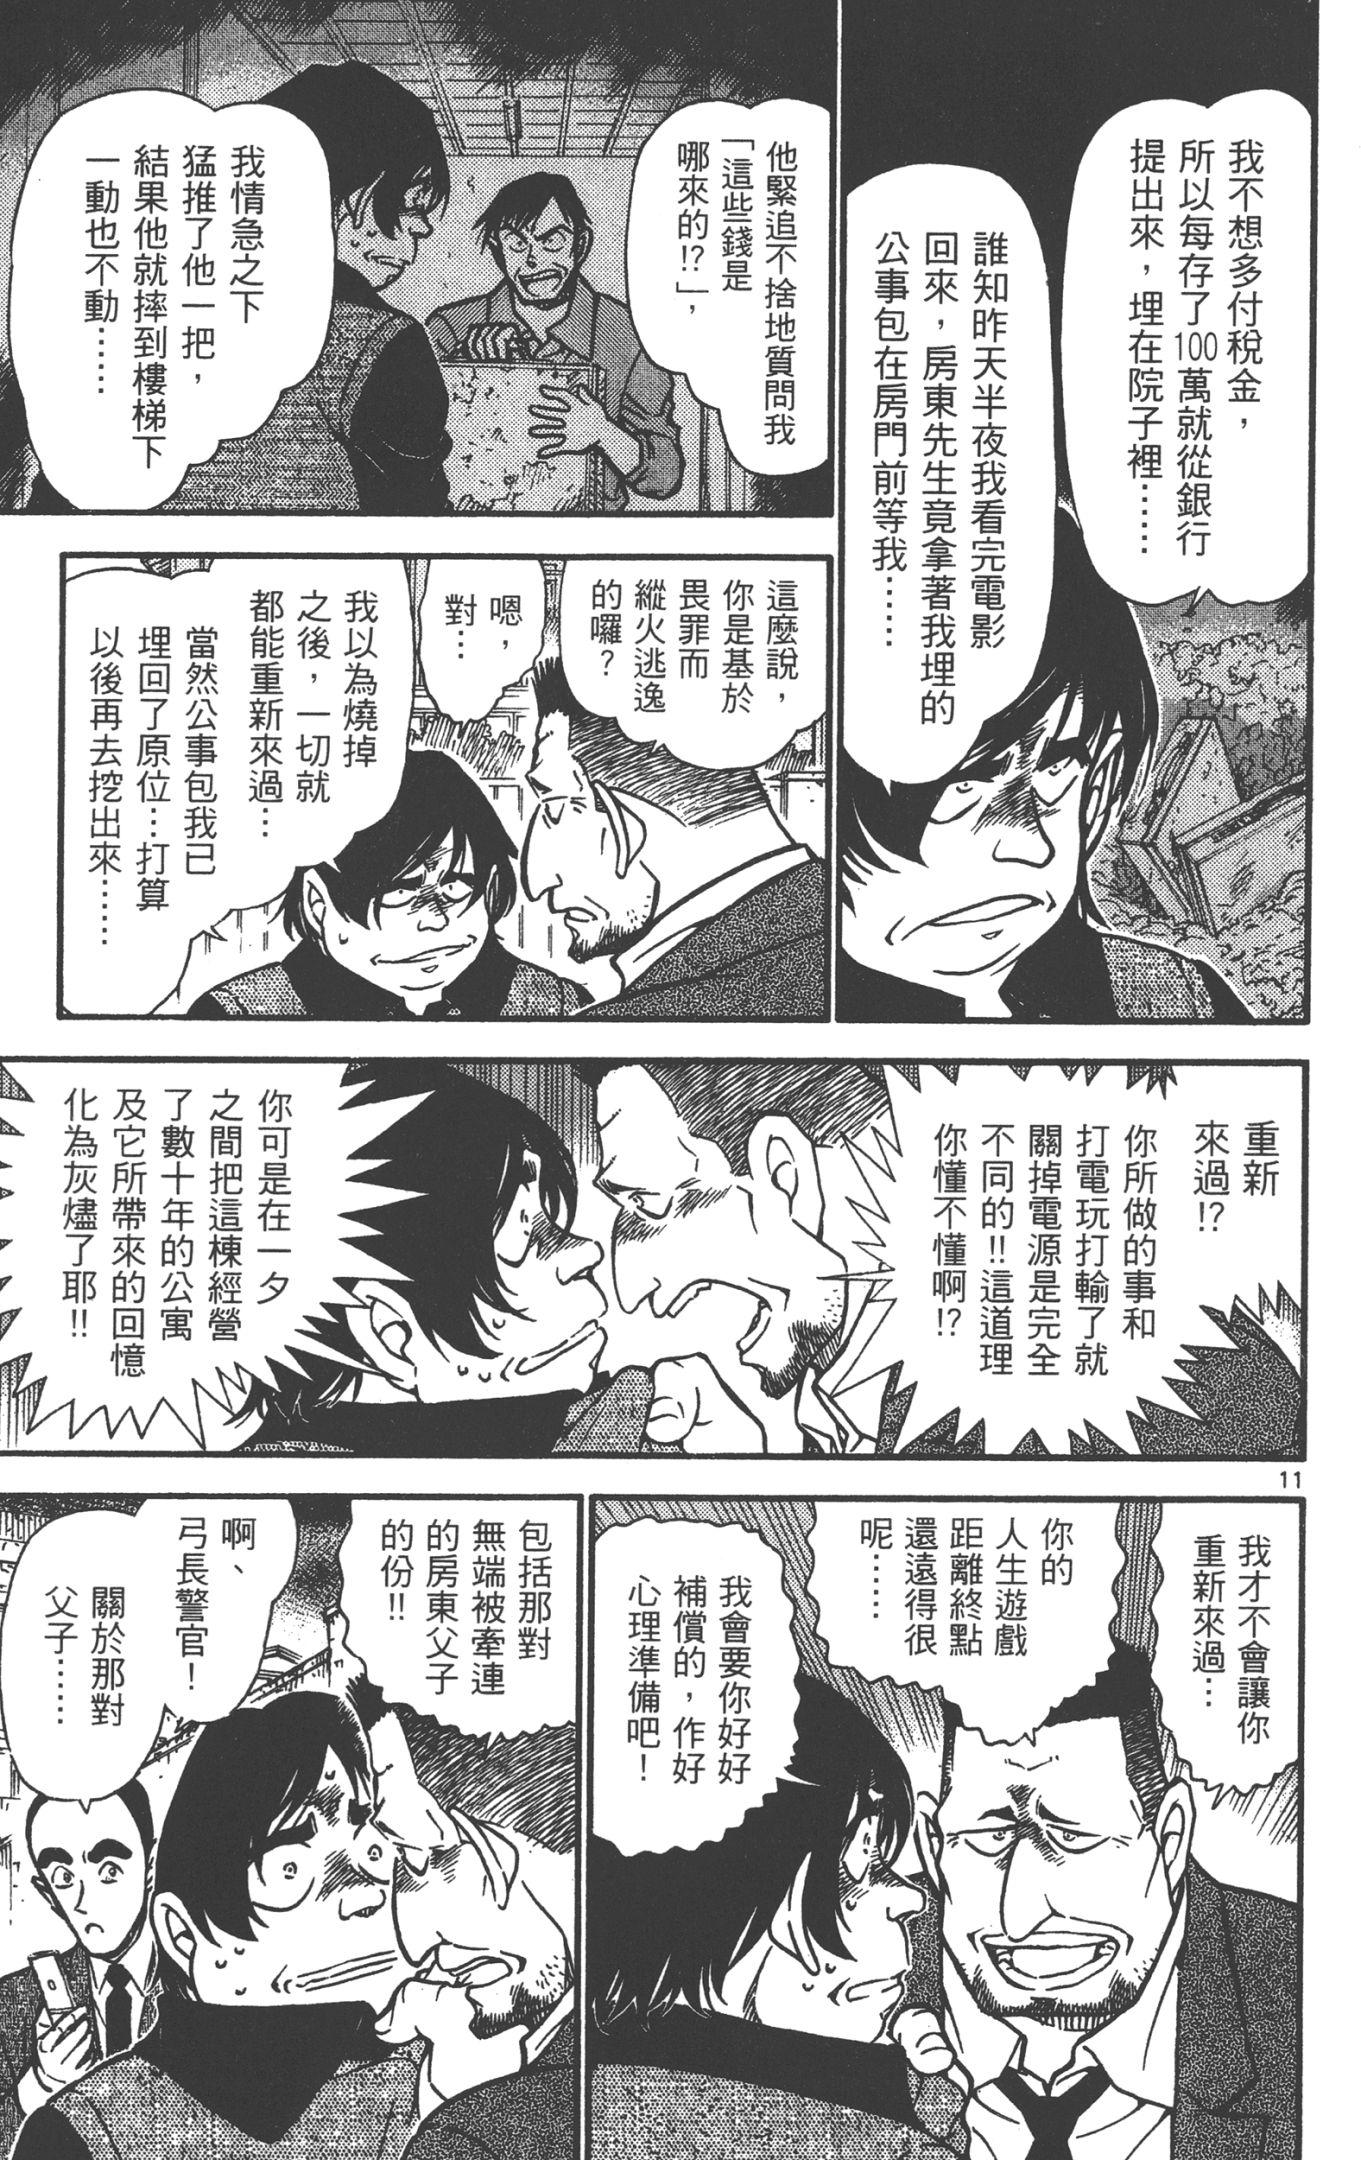 我不想多付稅金，
所以每存了100萬就從銀行
提出來，埋在院子裡……
誰知昨天半夜我看完電影
回來，房東先生竟拿著我埋的
公事包在房門前等我……
他緊追不捨地質問我
「這些錢是
哪來的!?」，
我情急之下
猛推了他一把，
結果他就摔到樓梯下
一動也不動……
這麼說，
你是基於
畏罪而
縱火逃逸
的囉？
嗯，
對…
我以為燒掉
之後，一切就
都能重新來過…
當然公事包我已
埋回了原位…打算
以後再去挖出來……
重新
來過!?
你所做的事和
打電玩打輸了就
關掉電源是完全
不同的!!這道理
你懂不懂啊!?
你可是在一夕
之間把這棟經營
了數十年的公寓
及它所帶來的回憶
化為灰燼了耶!!
11
我才不會讓你
重新來過…
你的
人生遊戲
距離終點
還遠得很
呢……
我會要你好好
補償的，作好
心理準備吧！
包括那對
無端被牽連
的房東父子
的份!!
啊、
弓長警官！
關於那對
父子……